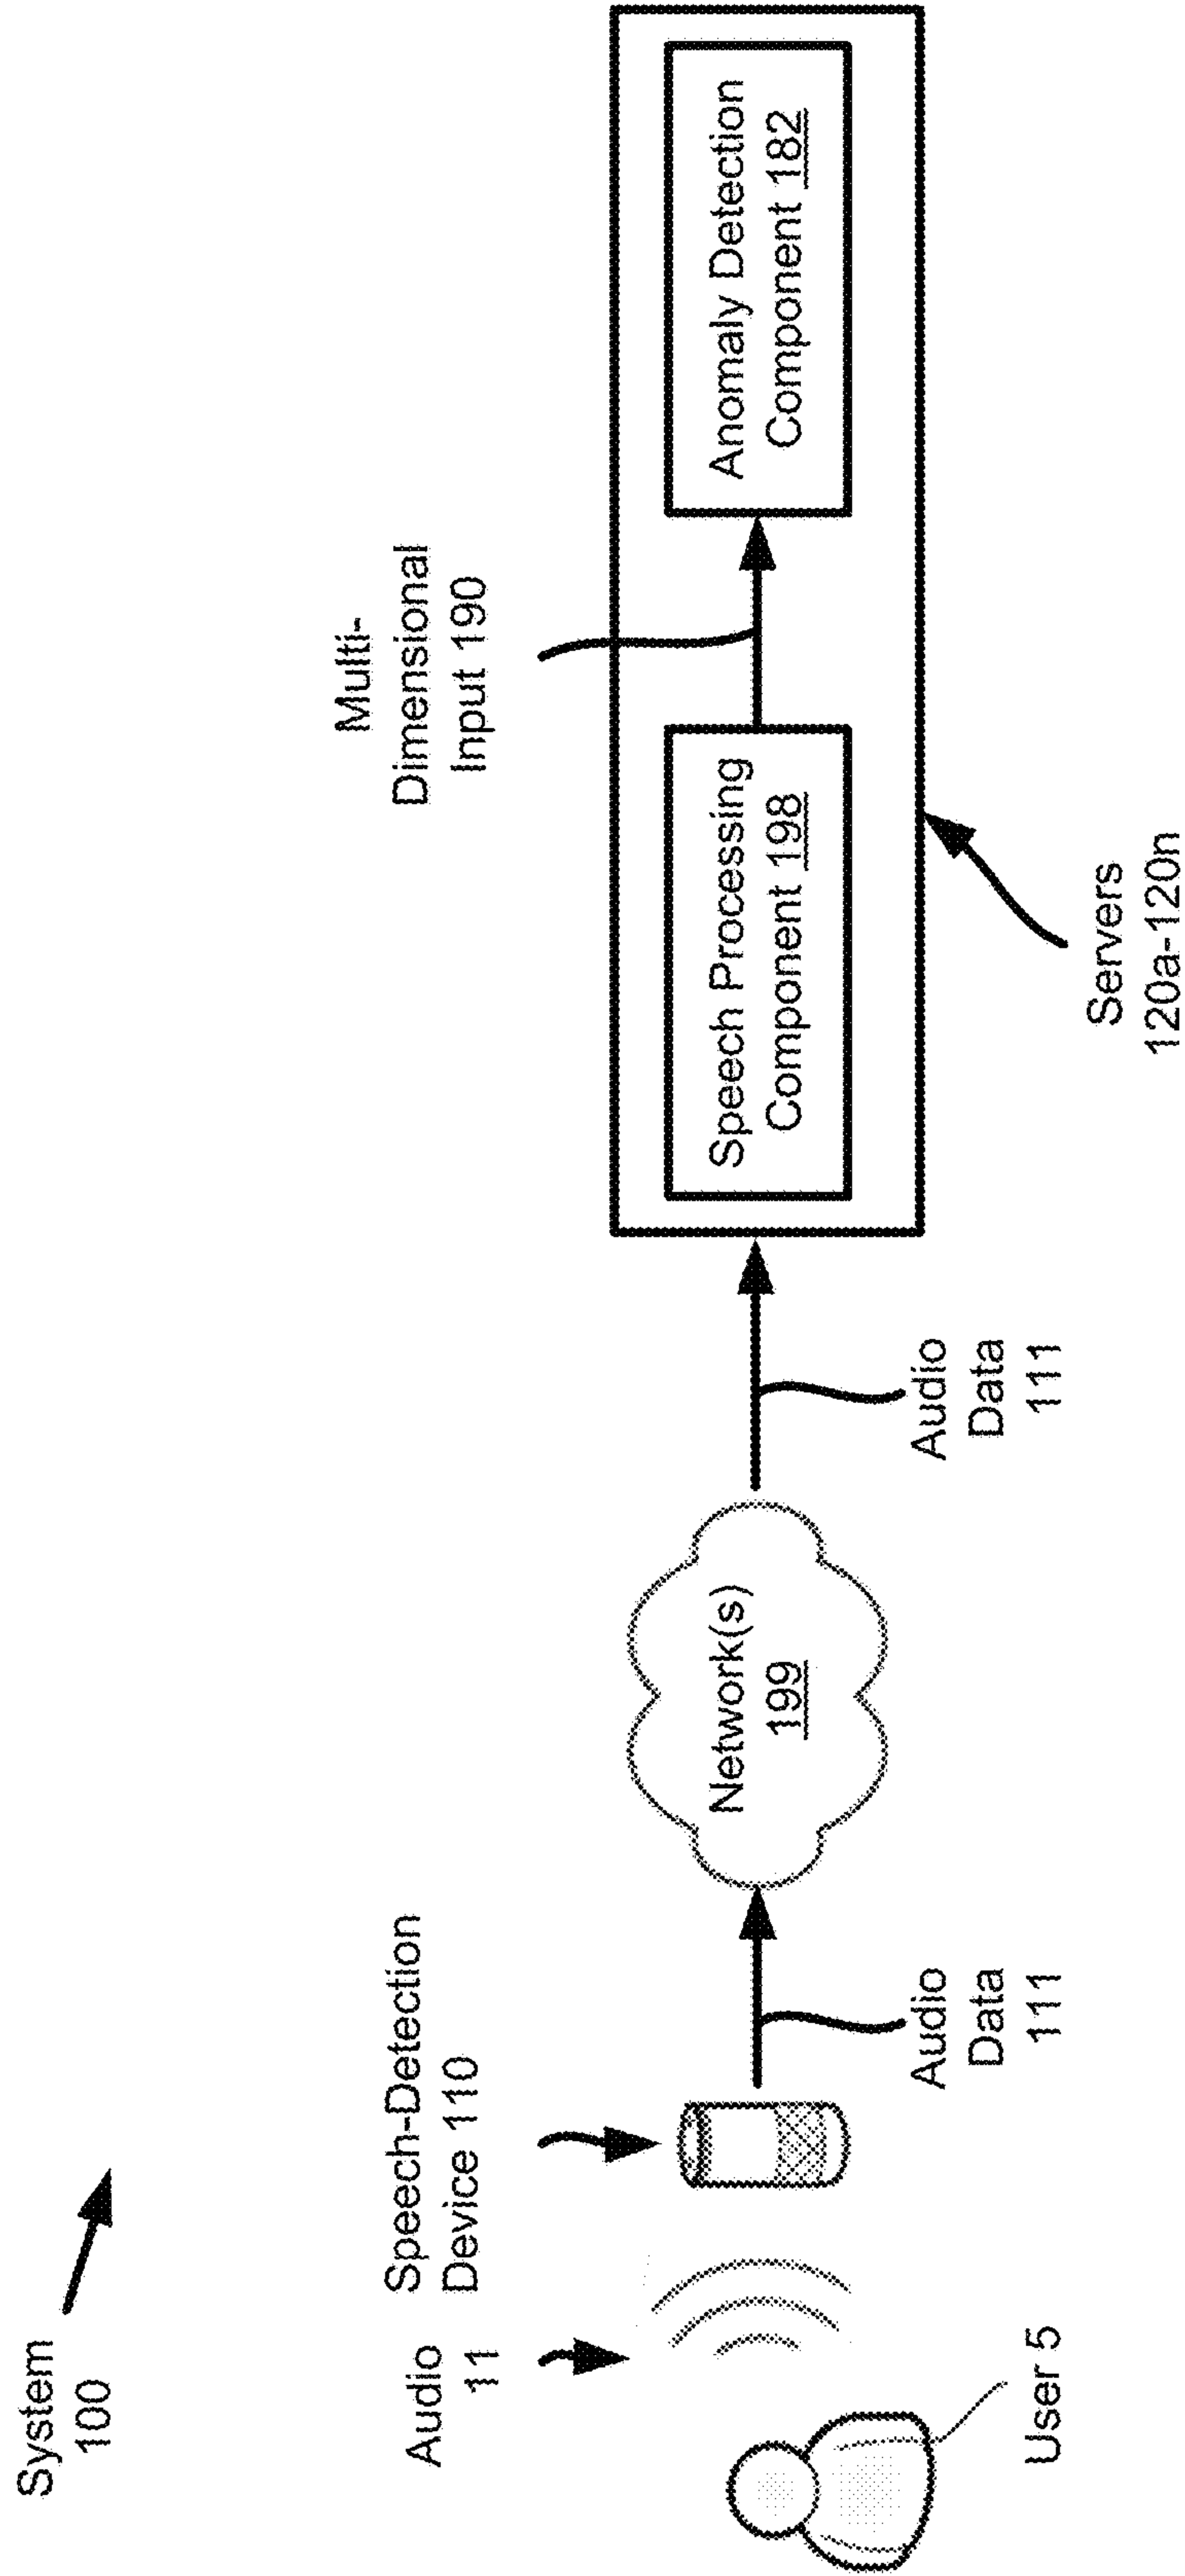 System
100
Audio
11
Speech-Detection
Device 110
Multi-
Dimensional
Input 190
User 5
Audio
Data
111
Network(s)
199
Audio
Data
111
Speech Processing
Component 198
Anomaly Detection
Component 182
Servers
120a-120n